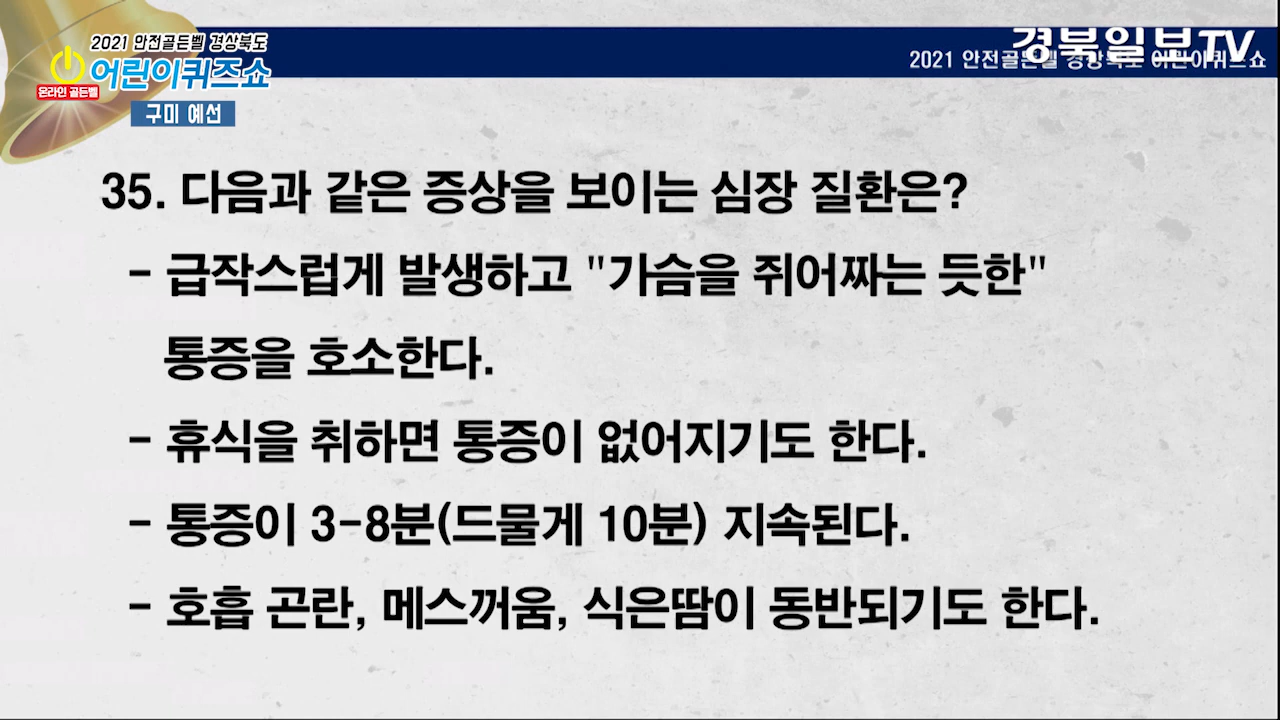 2021 안전골든벨 경상북도
어린이퀴즈쇼
온라인 골든벨
구미 예선
경북일보TV
2021 안전골든벨 경상북도 어린이퀴즈쇼
35. 다음과 같은 증상을 보이는 심장 질환은?
- 급작스럽게 발생하고 "가슴을 쥐어짜는 듯한"
통증을 호소한다.
- 휴식을 취하면 통증이 없어지기도 한다.
- 통증이 3-8분(드물게 10분) 지속된다.
- 호흡 곤란, 메스꺼움, 식은땀이 동반되기도 한다.